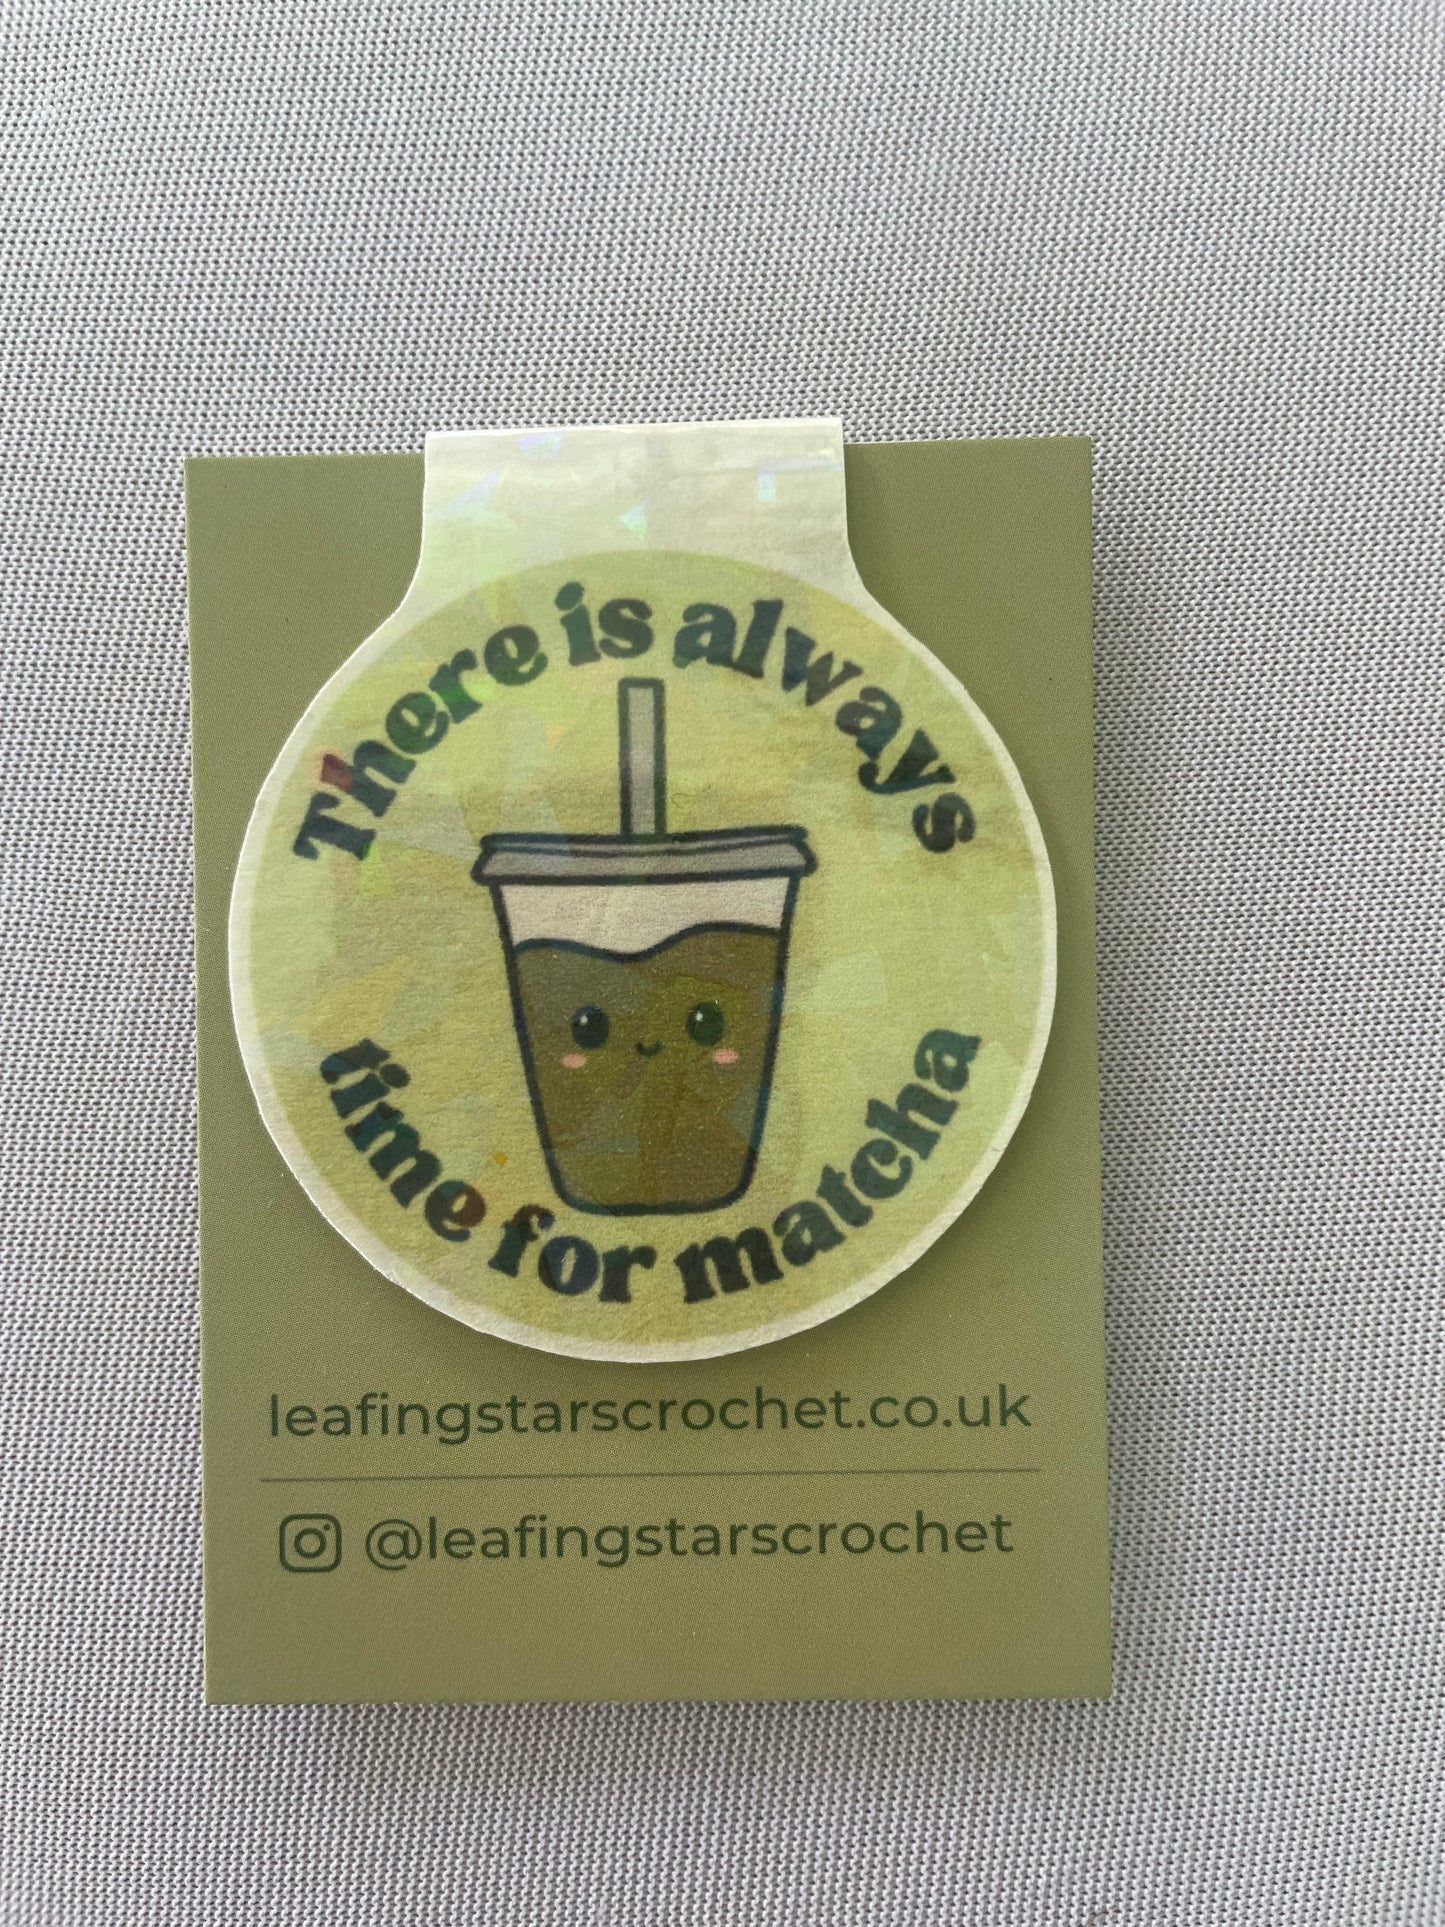 There is always
time for matcha
leafingstarscrochet.co.uk
@leafingstarscrochet